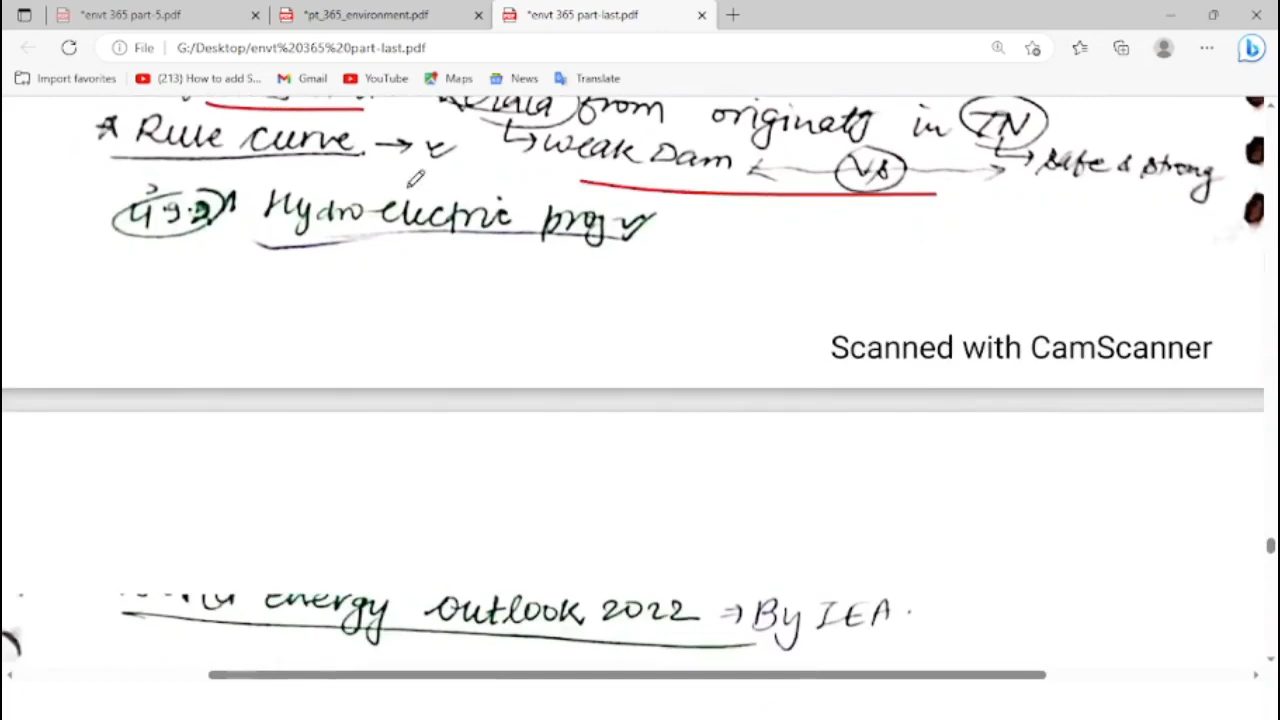 *envt 365 part-5.pdf
*pt_365_environment.pdf
*envt 365 part-last.pdf
File G:/Desktop/envt%20365%20part-last.pdf
Import favorites
(213) How to add S...
Gmail
YouTube
Maps
News
Translate
from in TN
* Rule curve → Weak Dam ← VS → safe & strong
Hydro-electric proj ✓
Scanned with CamScanner
energy outlook 2022 → By IEA.